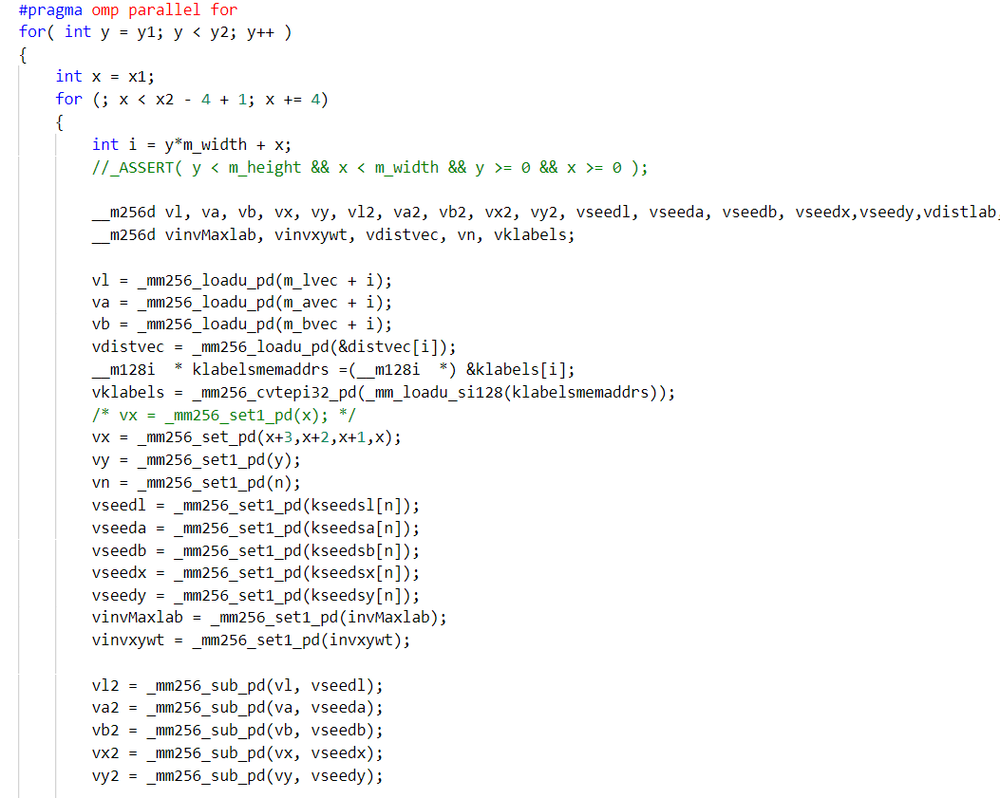 #pragma omp parallel for
for( int y = y1; y < y2; y++ )
{
    int x = x1;
    for (; x < x2 - 4 + 1; x += 4)
    {
        int i = y*m_width + x;
        //_ASSERT( y < m_height && x < m_width && y >= 0 && x >= 0 );

        __m256d vl, va, vb, vx, vy, vl2, va2, vb2, vx2, vy2, vseedl, vseeda, vseedb, vseedx,vseedy,vdistlab,
        __m256d vinvMaxlab, vinvxywt, vdistvec, vn, vklabels;

        vl = _mm256_loadu_pd(m_lvec + i);
        va = _mm256_loadu_pd(m_avec + i);
        vb = _mm256_loadu_pd(m_bvec + i);
        vdistvec = _mm256_loadu_pd(&distvec[i]);
        __m128i  * klabelsmemaddrs =(__m128i  *) &klabels[i];
        vklabels = _mm256_cvtepi32_pd(_mm_loadu_si128(klabelsmemaddrs));
        /* vx = _mm256_set1_pd(x); */
        vx = _mm256_set_pd(x+3,x+2,x+1,x);
        vy = _mm256_set1_pd(y);
        vn = _mm256_set1_pd(n);
        vseedl = _mm256_set1_pd(kseedsl[n]);
        vseeda = _mm256_set1_pd(kseedsa[n]);
        vseedb = _mm256_set1_pd(kseedsb[n]);
        vseedx = _mm256_set1_pd(kseedsx[n]);
        vseedy = _mm256_set1_pd(kseedsy[n]);
        vinvMaxlab = _mm256_set1_pd(invMaxlab);
        vinvxywt = _mm256_set1_pd(invxywt);

        vl2 = _mm256_sub_pd(vl, vseedl);
        va2 = _mm256_sub_pd(va, vseeda);
        vb2 = _mm256_sub_pd(vb, vseedb);
        vx2 = _mm256_sub_pd(vx, vseedx);
        vy2 = _mm256_sub_pd(vy, vseedy);